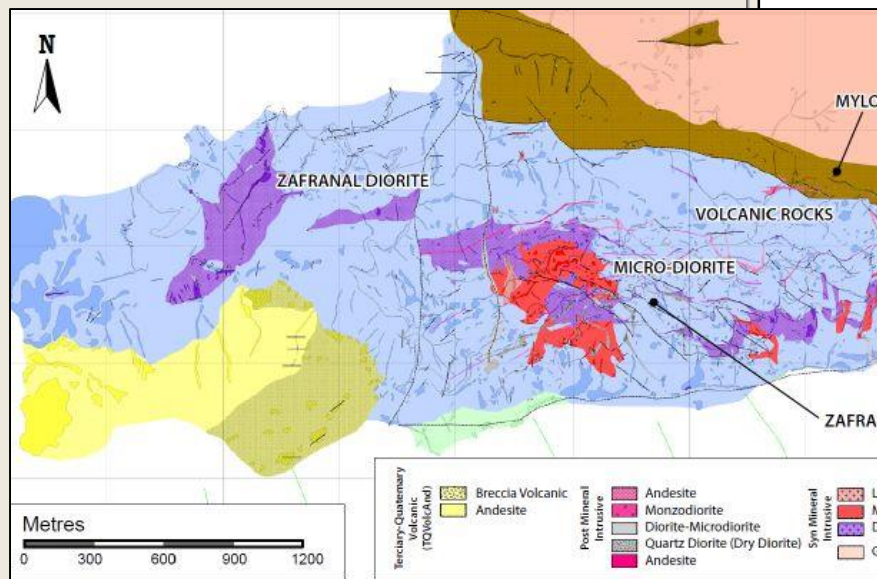 N
MYLO
ZAFRANAL DIORITE
VOLCANIC ROCKS
MICRO-DIORITE
ZAFRA
Metres
0 300 600 900 1200
Terciary-Quaternary
Volcanic
(TQVolcAnd)
Breccia Volcanic
Andesite
Post Mineral
Intrusive
Andesite
Monzodiorite
Diorite-Microdiorite
Quartz Diorite (Dry Diorite)
Andesite
Syn Mineral
Intrusive
L
M
D
G